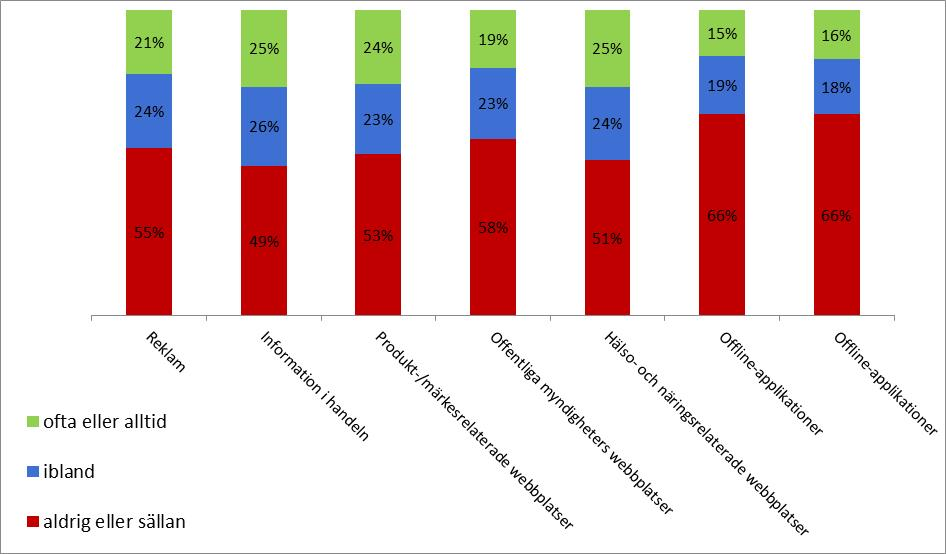 21%
25%
24%
19%
25%
15%
16%
24%
26%
23%
23%
24%
19%
18%
55%
49%
53%
58%
51%
66%
66%
Reklam
Information i handeln
Produkt-/märkesrelaterade webbplatser
Offentliga myndigheters webbplatser
Hälso- och näringsrelaterade webbplatser
Offline-applikationer
Offline-applikationer
ofta eller alltid
ibland
aldrig eller sällan